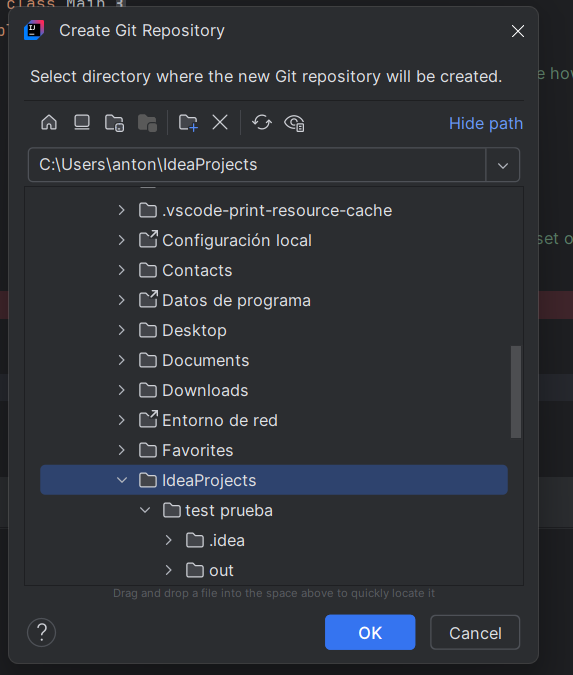 class Main {
Create Git Repository
Select directory where the new Git repository will be created.
Hide path
C:\Users\anton\IdeaProjects
.vscode-print-resource-cache
Configuración local
Contacts
Datos de programa
set o
Desktop
Documents
Downloads
Entorno de red
Favorites
IdeaProjects
test prueba
.idea
out
Drag and drop a file into the space above to quickly locate it
?
OK
Cancel